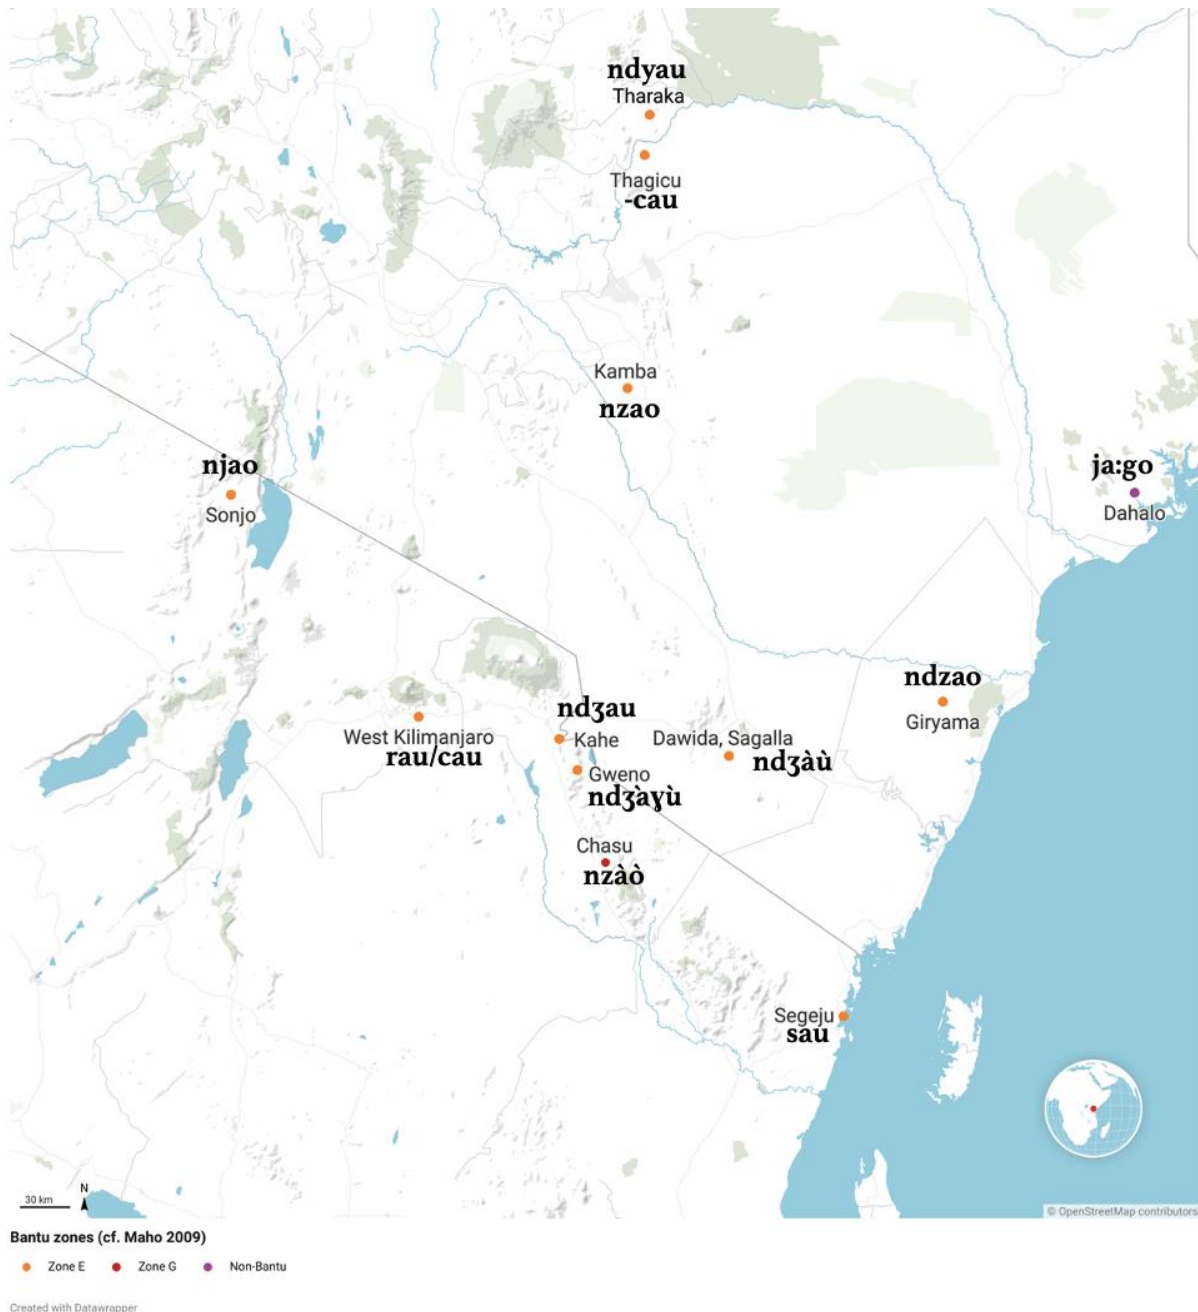 ndyau
Tharaka
Thagicu
-cau
Kamba
nzao
njao
Sonjo
ja:go
Dahalo
ndzao
Giryama
ndʒau
Kahe
West Kilimanjaro
rau/cau
Dawida, Sagalla
ndʒàù
Gweno
ndʒàɣù
Chasu
nzàò
Segeju
sau
30 km
N
© OpenStreetMap contributors
Bantu zones (cf. Maho 2009)
Zone E Zone G Non-Bantu
Created with Datawrapper